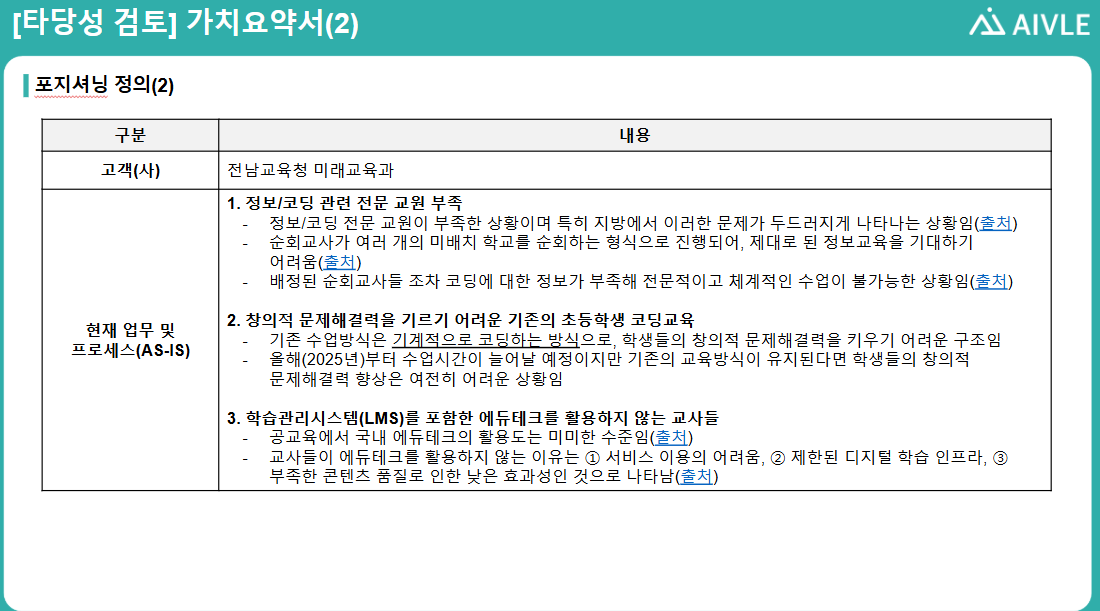 [타당성 검토] 가치요약서(2)
AIVLE
포지셔닝 정의(2)
구분
내용
고객(사)
전남교육청 미래교육과
현재 업무 및
프로세스(AS-IS)
1. 정보/코딩 관련 전문 교원 부족
- 정보/코딩 전문 교원이 부족한 상황이며 특히 지방에서 이러한 문제가 두드러지게 나타나는 상황임(출처)
- 순회교사가 여러 개의 미배치 학교를 순회하는 형식으로 진행되어, 제대로 된 정보교육을 기대하기
어려움(출처)
- 배정된 순회교사들 조차 코딩에 대한 정보가 부족해 전문적이고 체계적인 수업이 불가능한 상황임(출처)
2. 창의적 문제해결력을 기르기 어려운 기존의 초등학생 코딩교육
- 기존 수업방식은 기계적으로 코딩하는 방식으로, 학생들의 창의적 문제해결력을 키우기 어려운 구조임
- 올해(2025년)부터 수업시간이 늘어날 예정이지만 기존의 교육방식이 유지된다면 학생들의 창의적
문제해결력 향상은 여전히 어려운 상황임
3. 학습관리시스템(LMS)를 포함한 에듀테크를 활용하지 않는 교사들
- 공교육에서 국내 에듀테크의 활용도는 미미한 수준임(출처)
- 교사들이 에듀테크를 활용하지 않는 이유는 ① 서비스 이용의 어려움, ② 제한된 디지털 학습 인프라, ③
부족한 콘텐츠 품질로 인한 낮은 효과성인 것으로 나타남(출처)